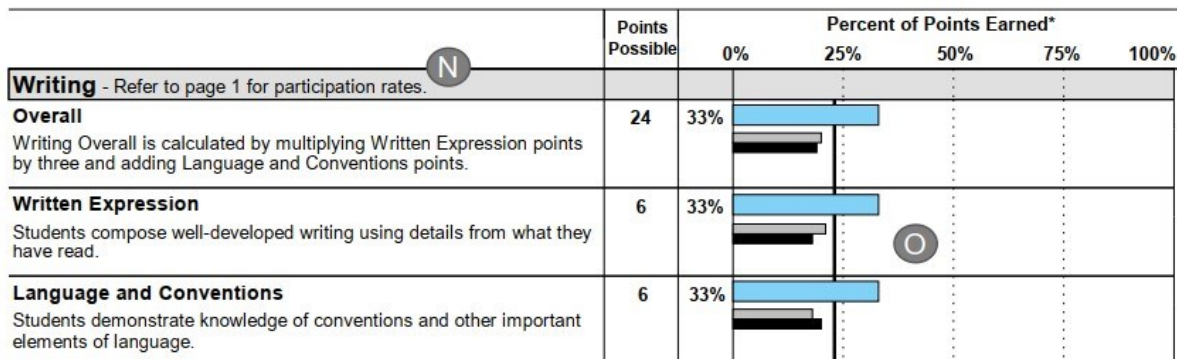 Points Possible
Percent of Points Earned*
0% 25% 50% 75% 100%
N
Writing - Refer to page 1 for participation rates.
Overall 24 33%
Writing Overall is calculated by multiplying Written Expression points
by three and adding Language and Conventions points.
Written Expression 6 33%
Students compose well-developed writing using details from what they
have read.
O
Language and Conventions 6 33%
Students demonstrate knowledge of conventions and other important
elements of language.